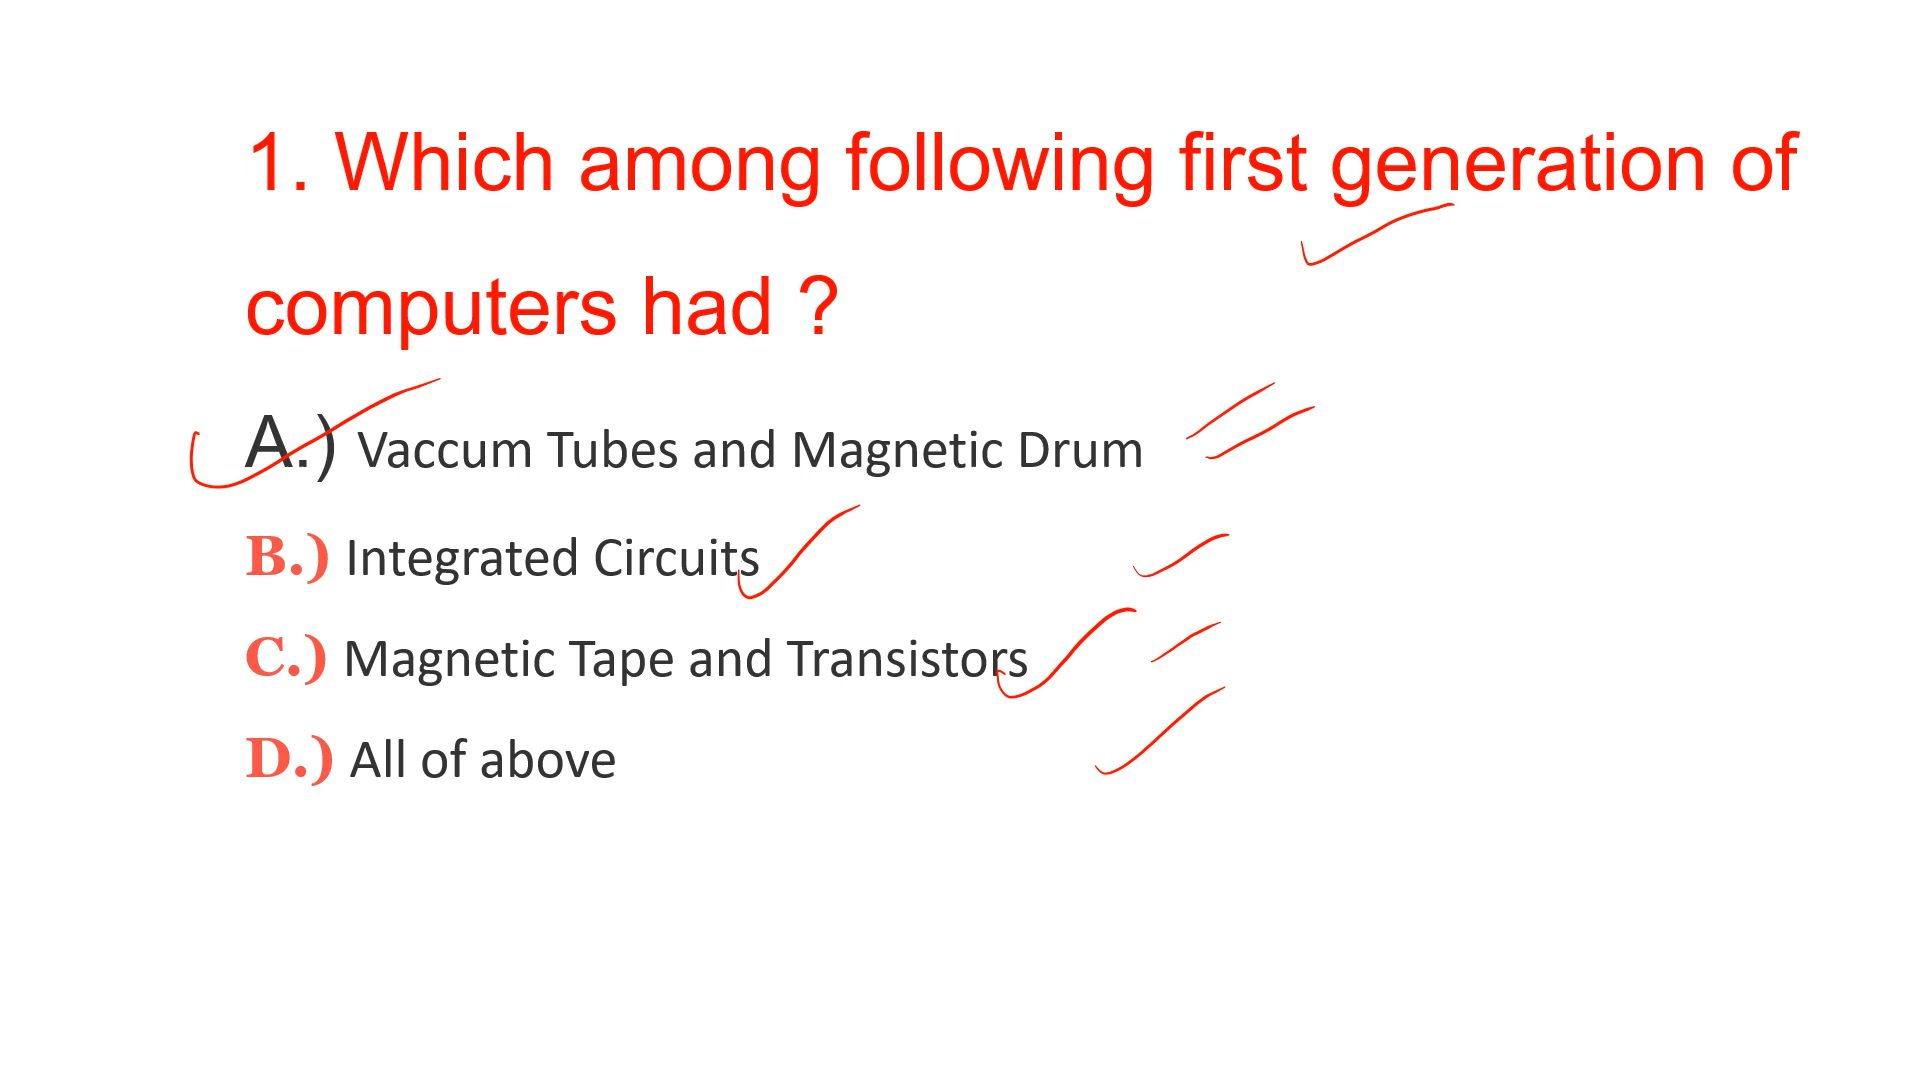 1. Which among following first generation of
computers had ?
A.) Vaccum Tubes and Magnetic Drum
B.) Integrated Circuits
C.) Magnetic Tape and Transistors
D.) All of above